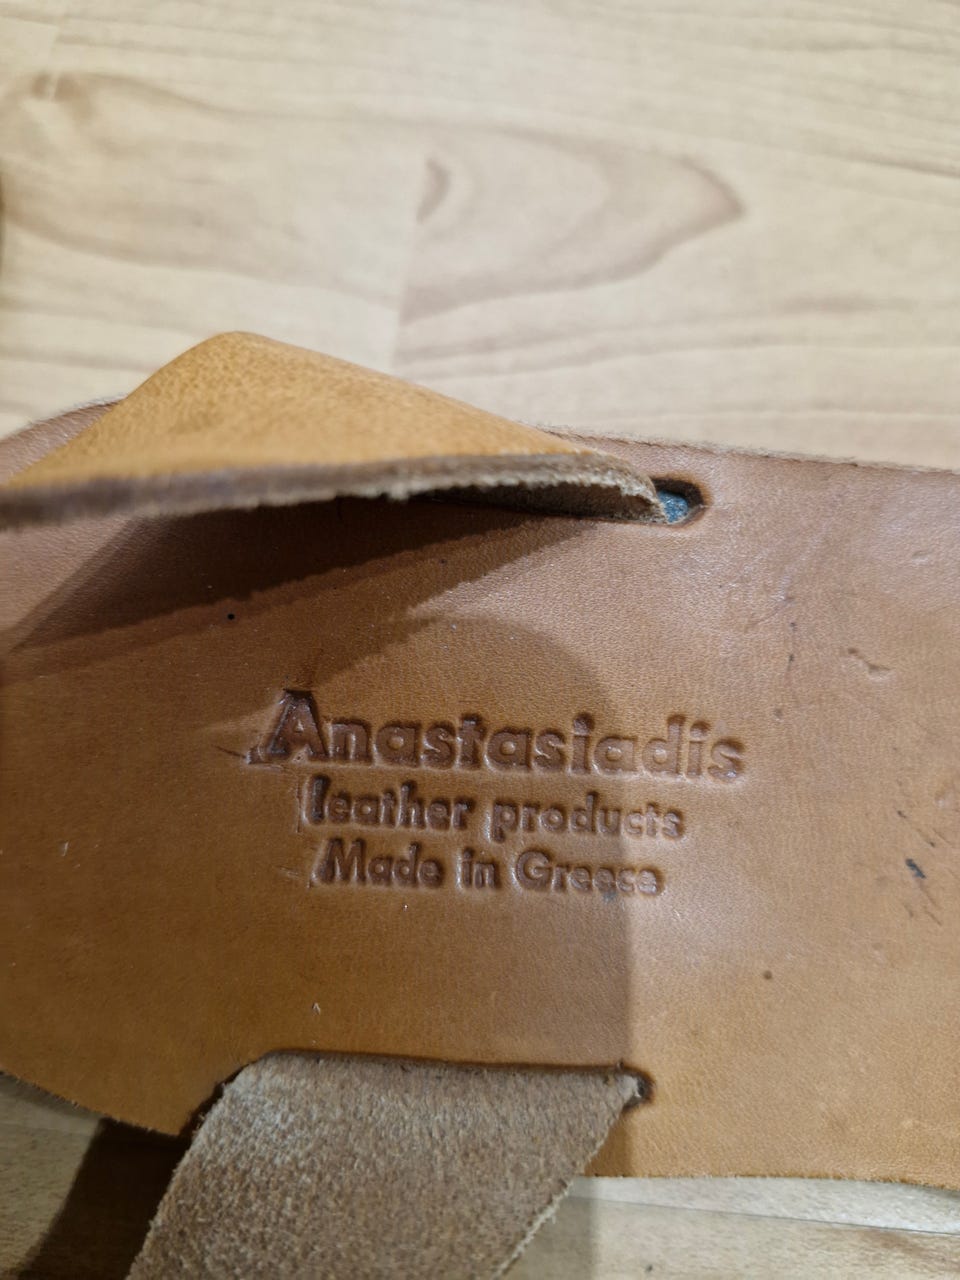 Anastasiadis
leather products
Made in Greece